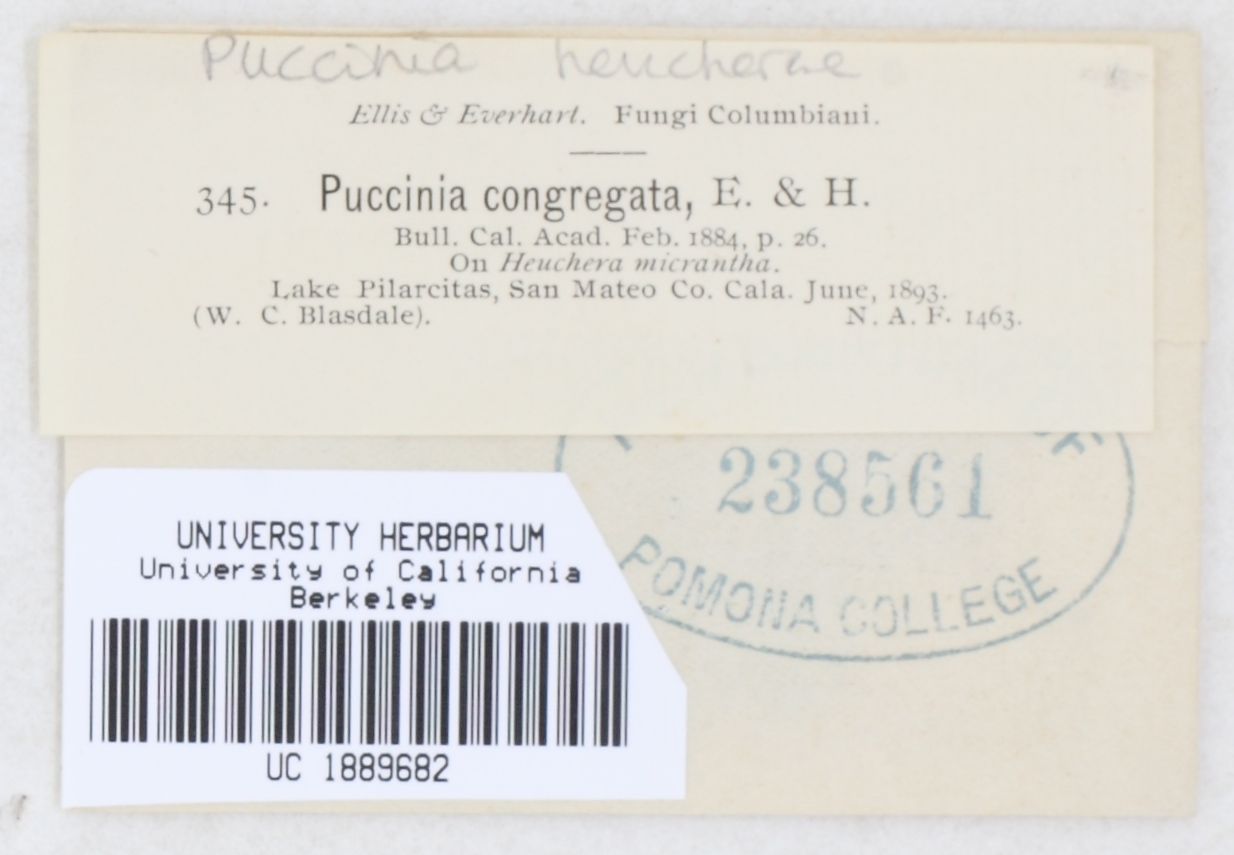 Puccinia heucherae
Ellis & Everhart. Fungi Columbiani.
345. Puccinia congregata, E. & H.
Bull. Cal. Acad. Feb. 1884, p. 26.
On Heuchera micrantha.
Lake Pilarcitas, San Mateo Co. Cala. June, 1893.
(W. C. Blasdale). N. A. F. 1463.
238561
POMONA COLLEGE
UNIVERSITY HERBARIUM
University of California
Berkeley
UC 1889682